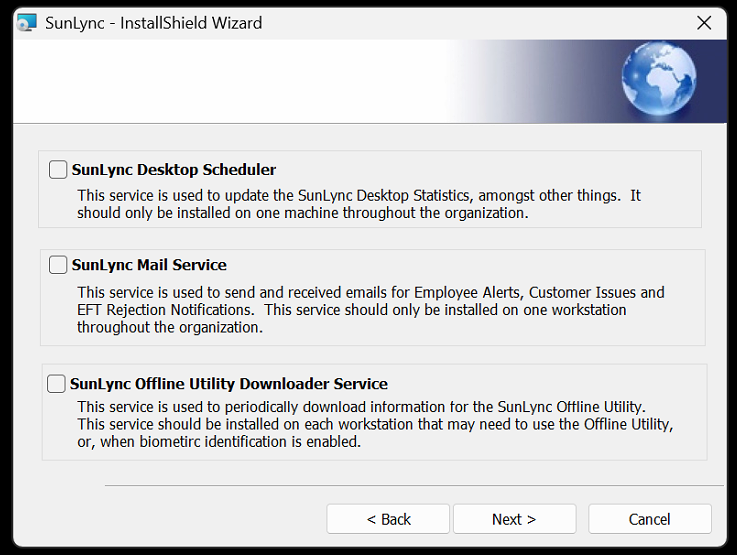 SunLync - InstallShield Wizard
SunLync Desktop Scheduler
This service is used to update the SunLync Desktop Statistics, amongst other things.  It
should only be installed on one machine throughout the organization.
SunLync Mail Service
This service is used to send and received emails for Employee Alerts, Customer Issues and
EFT Rejection Notifications.  This service should only be installed on one workstation
throughout the organization.
SunLync Offline Utility Downloader Service
This service is used to periodically download information for the SunLync Offline Utility.
This service should be installed on each workstation that may need to use the Offline Utility,
or, when biometirc identification is enabled.
< Back
Next >
Cancel